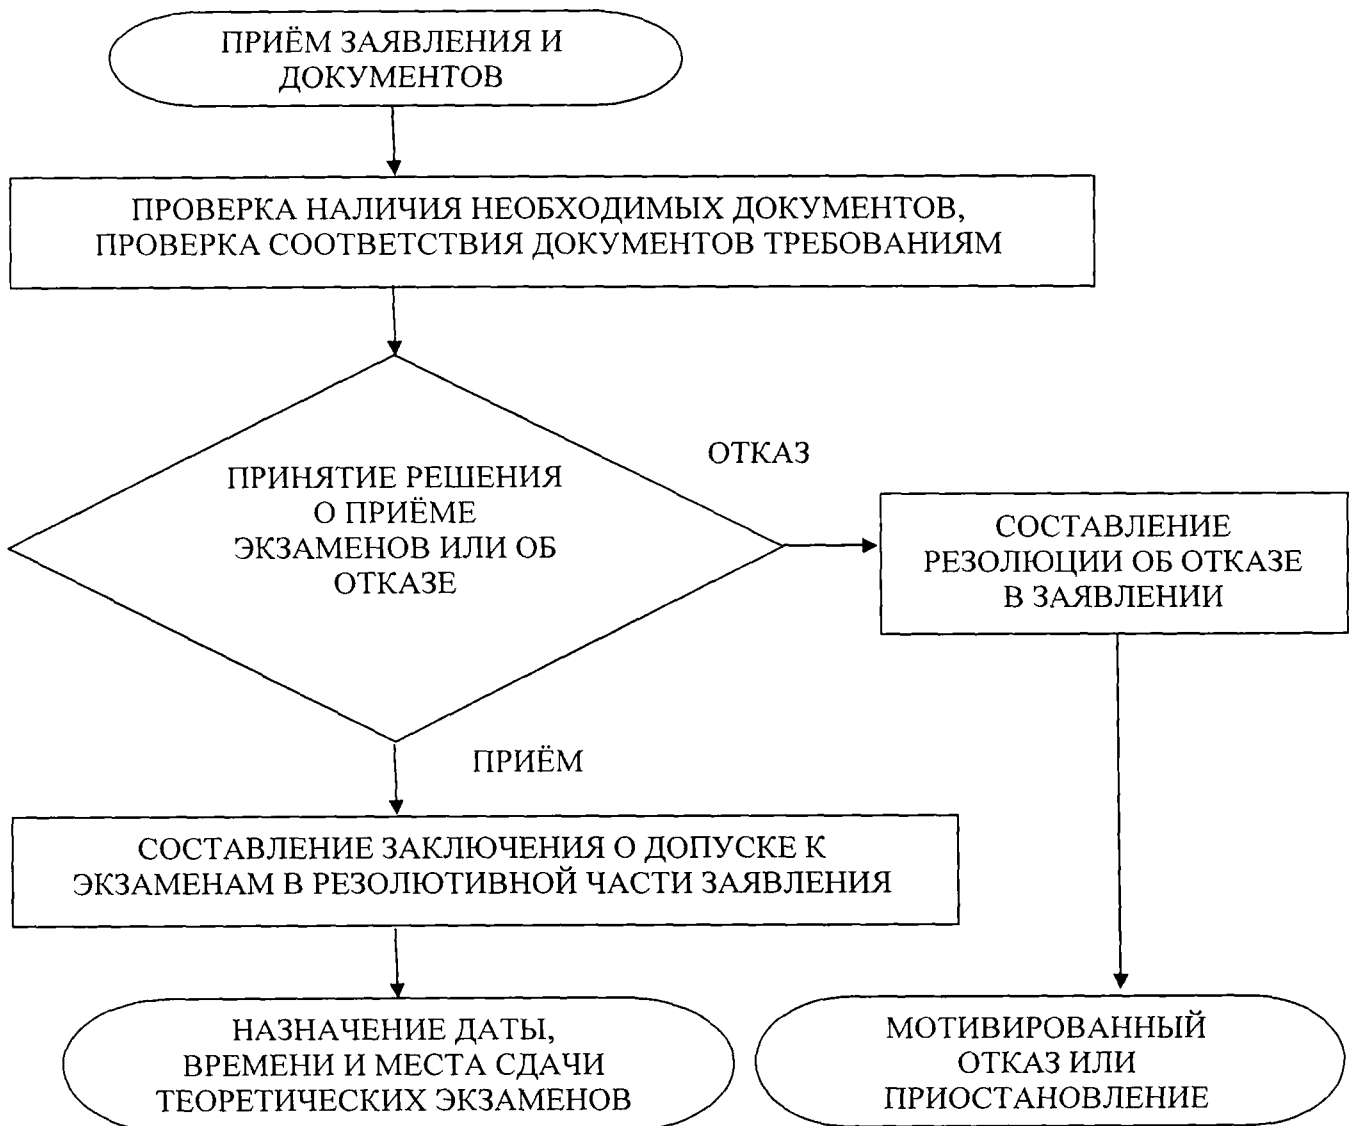 ПРИЁМ ЗАЯВЛЕНИЯ И
ДОКУМЕНТОВ
ПРОВЕРКА НАЛИЧИЯ НЕОБХОДИМЫХ ДОКУМЕНТОВ,
ПРОВЕРКА СООТВЕТСТВИЯ ДОКУМЕНТОВ ТРЕБОВАНИЯМ
ПРИНЯТИЕ РЕШЕНИЯ
О ПРИЁМЕ
ЭКЗАМЕНОВ ИЛИ ОБ
ОТКАЗЕ
ОТКАЗ
СОСТАВЛЕНИЕ
РЕЗОЛЮЦИИ ОБ ОТКАЗЕ
В ЗАЯВЛЕНИИ
ПРИЁМ
СОСТАВЛЕНИЕ ЗАКЛЮЧЕНИЯ О ДОПУСКЕ К
ЭКЗАМЕНАМ В РЕЗОЛЮТИВНОЙ ЧАСТИ ЗАЯВЛЕНИЯ
НАЗНАЧЕНИЕ ДАТЫ,
ВРЕМЕНИ И МЕСТА СДАЧИ
ТЕОРЕТИЧЕСКИХ ЭКЗАМЕНОВ
МОТИВИРОВАННЫЙ
ОТКАЗ ИЛИ
ПРИОСТАНОВЛЕНИЕ